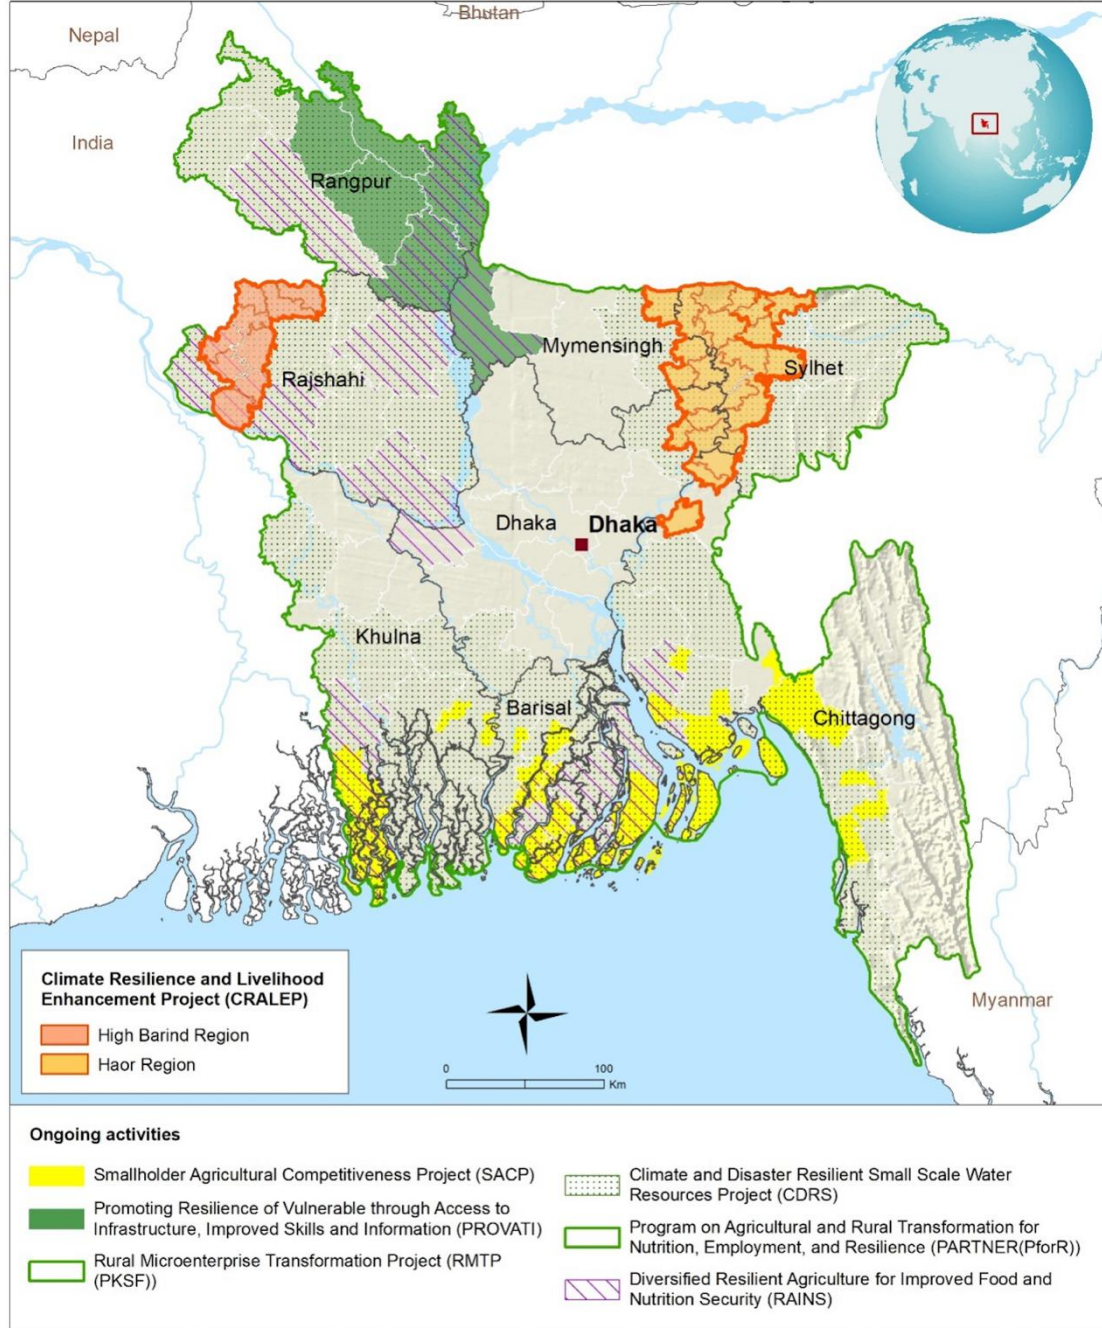 Bhutan
Nepal
India
Rangpur
Mymensingh
Sylhet
Rajshahi
Dhaka
Dhaka
Khulna
Barisal
Chittagong
Myanmar
Climate Resilience and Livelihood
Enhancement Project (CRALEP)
High Barind Region
Haor Region
0 100
Km
Ongoing activities
Smallholder Agricultural Competitiveness Project (SACP)
Promoting Resilience of Vulnerable through Access to
Infrastructure, Improved Skills and Information (PROVATI)
Rural Microenterprise Transformation Project (RMTP
(PKSF))
Climate and Disaster Resilient Small Scale Water
Resources Project (CDRS)
Program on Agricultural and Rural Transformation for
Nutrition, Employment, and Resilience (PARTNER(PforR))
Diversified Resilient Agriculture for Improved Food and
Nutrition Security (RAINS)